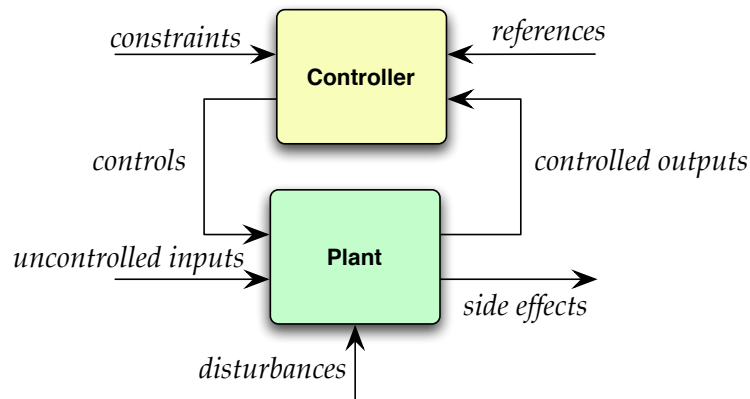 constraints
references
Controller
controls
controlled outputs
uncontrolled inputs
Plant
side effects
disturbances